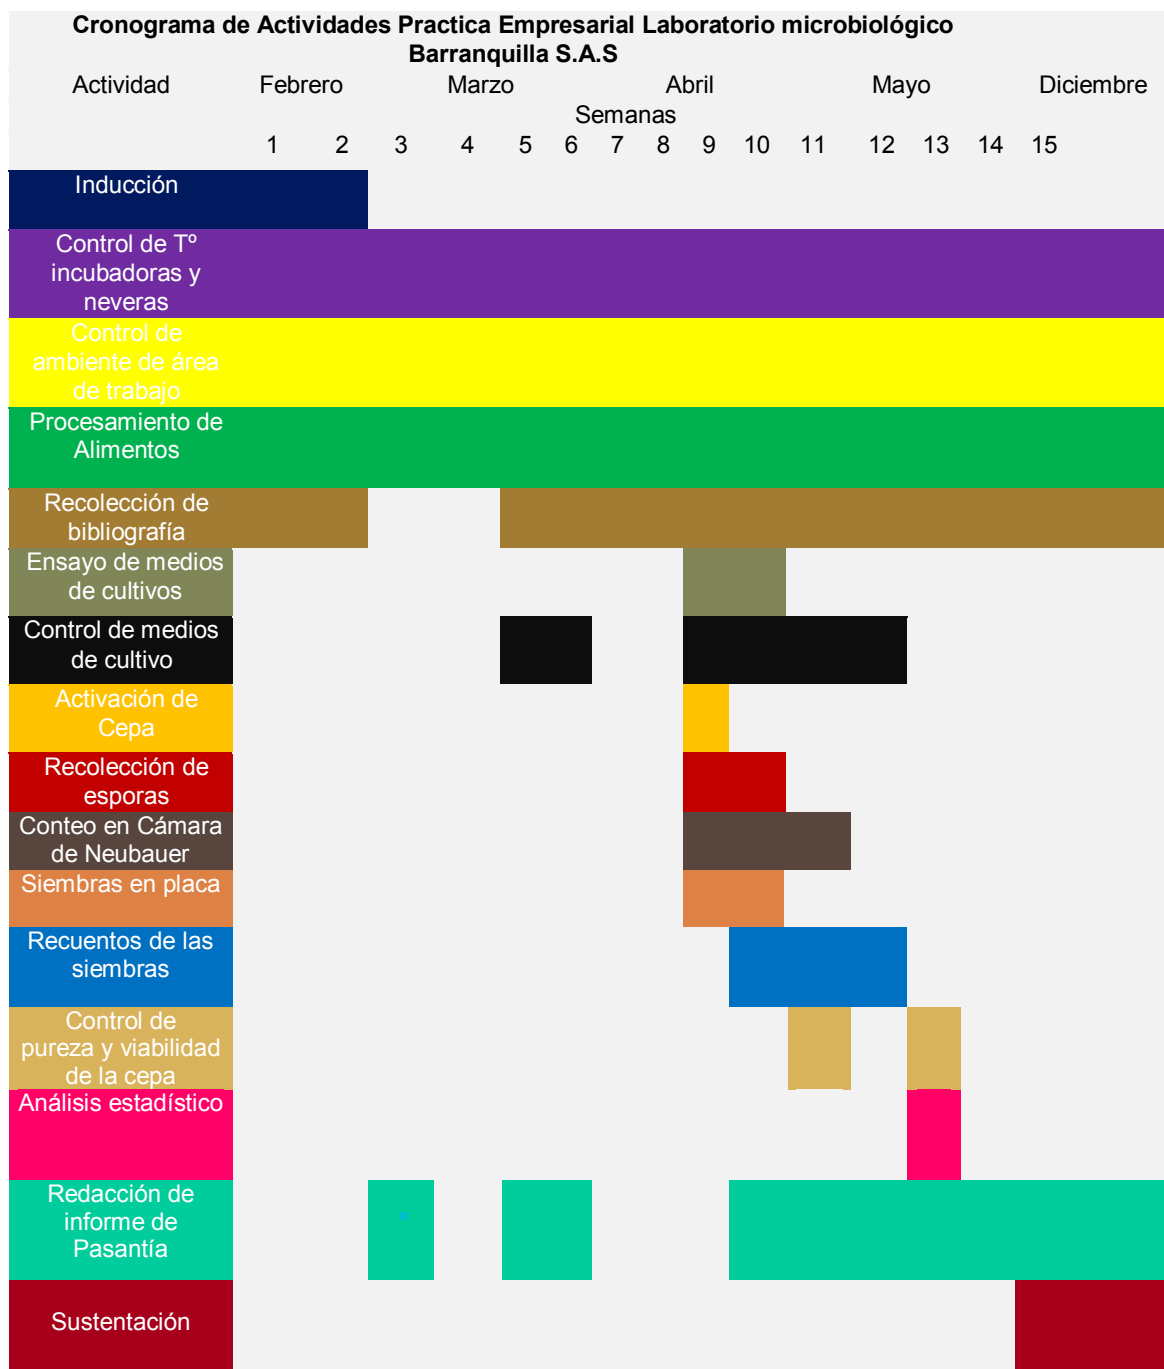 Cronograma de Actividades Practica Empresarial Laboratorio microbiológico
Barranquilla S.A.S
Actividad Febrero Marzo Abril Mayo Diciembre
Semanas
1 2 3 4 5 6 7 8 9 10 11 12 13 14 15
Inducción
Control de Tº
incubadoras y
neveras
Control de
ambiente de área
de trabajo
Procesamiento de
Alimentos
Recolección de
bibliografía
Ensayo de medios
de cultivos
Control de medios
de cultivo
Activación de
Cepa
Recolección de
esporas
Conteo en Cámara
de Neubauer
Siembras en placa
Recuentos de las
siembras
Control de
pureza y viabilidad
de la cepa
Análisis estadístico
Redacción de
informe de
Pasantía
Sustentación